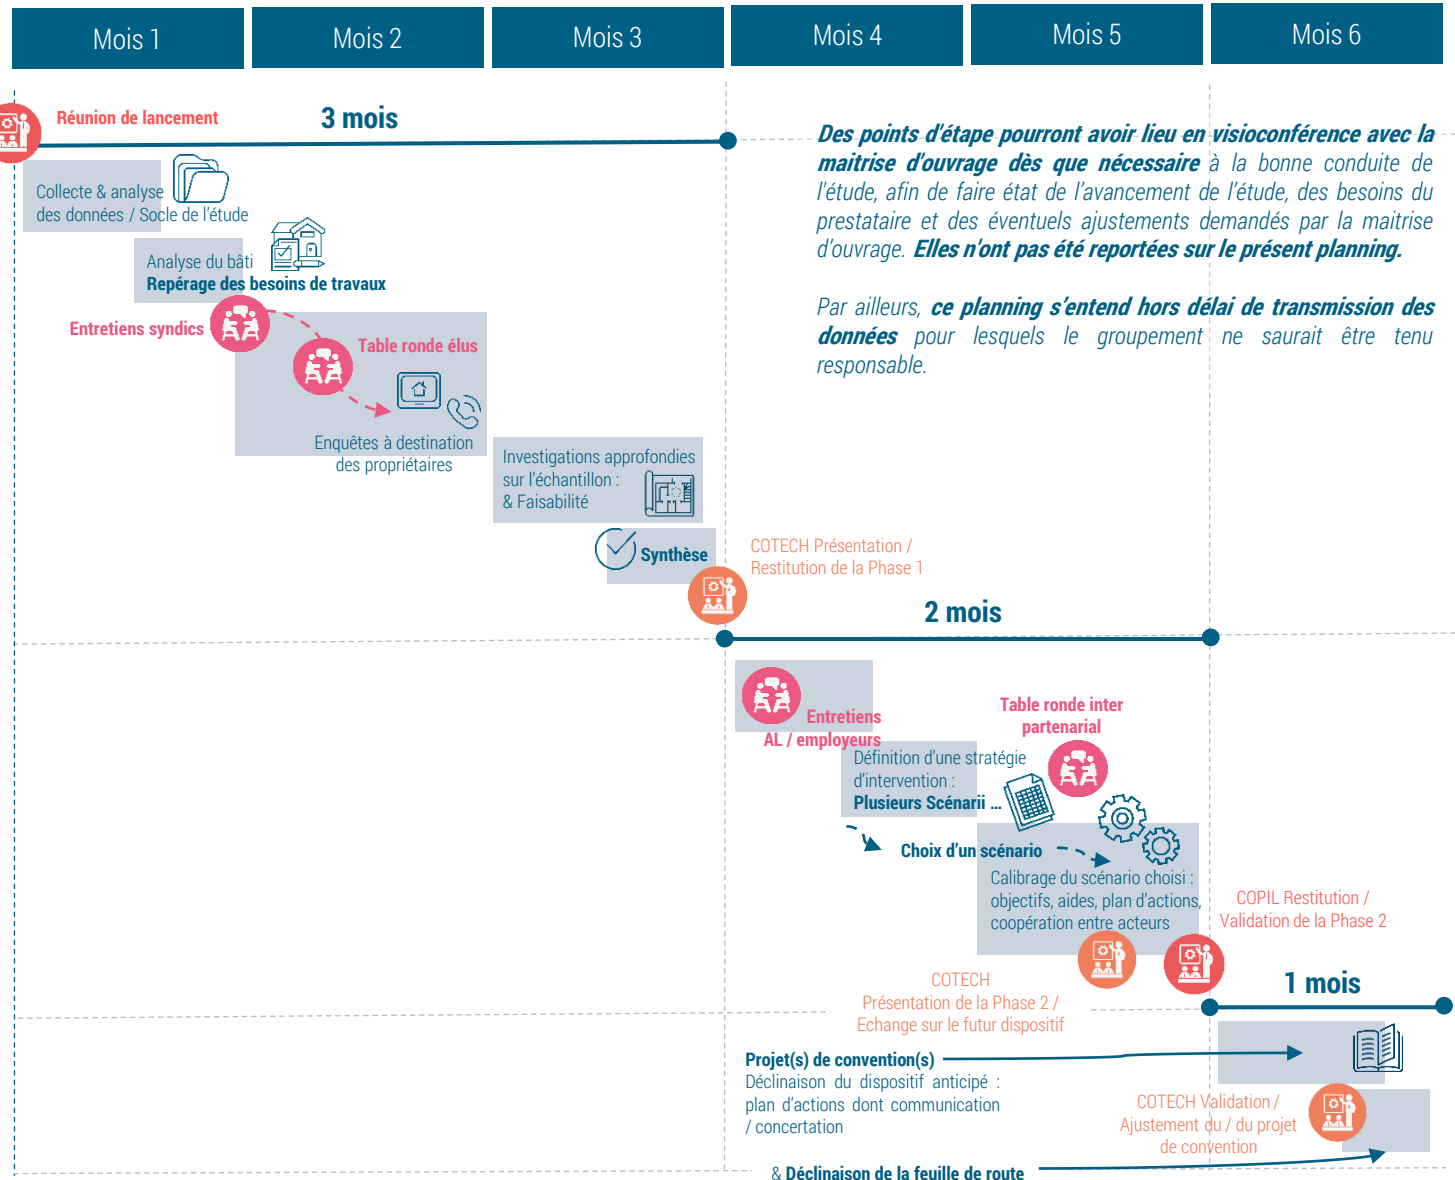 Mois 1
Mois 2
Mois 3
Mois 4
Mois 5
Mois 6
Réunion de lancement
3 mois
Des points d'étape pourront avoir lieu en visioconférence avec la
maitrise d'ouvrage dès que nécessaire à la bonne conduite de
l'étude, afin de faire état de l'avancement de l'étude, des besoins du
prestataire et des éventuels ajustements demandés par la maitrise
d'ouvrage. Elles n'ont pas été reportées sur le présent planning.
Par ailleurs, ce planning s'entend hors délai de transmission des
données pour lesquels le groupement ne saurait être tenu
responsable.
Collecte & analyse
des données / Socle de l'étude
Analyse du bâti
Repérage des besoins de travaux
Entretiens syndics
Table ronde élus
Enquêtes à destination
des propriétaires
Investigations approfondies
sur l'échantillon :
& Faisabilité
Synthèse
COTECH Présentation /
Restitution de la Phase 1
2 mois
Entretiens
AL / employeurs
Table ronde inter
partenarial
Définition d'une stratégie
d'intervention :
Plusieurs Scénarii ...
Choix d'un scénario
Calibrage du scénario choisi :
objectifs, aides, plan d'actions,
coopération entre acteurs
COPIL Restitution /
Validation de la Phase 2
COTECH
Présentation de la Phase 2 /
Echange sur le futur dispositif
1 mois
Projet(s) de convention(s)
Déclinaison du dispositif anticipé :
plan d'actions dont communication
/ concertation
COTECH Validation /
Ajustement du / du projet
de convention
& Déclinaison de la feuille de route